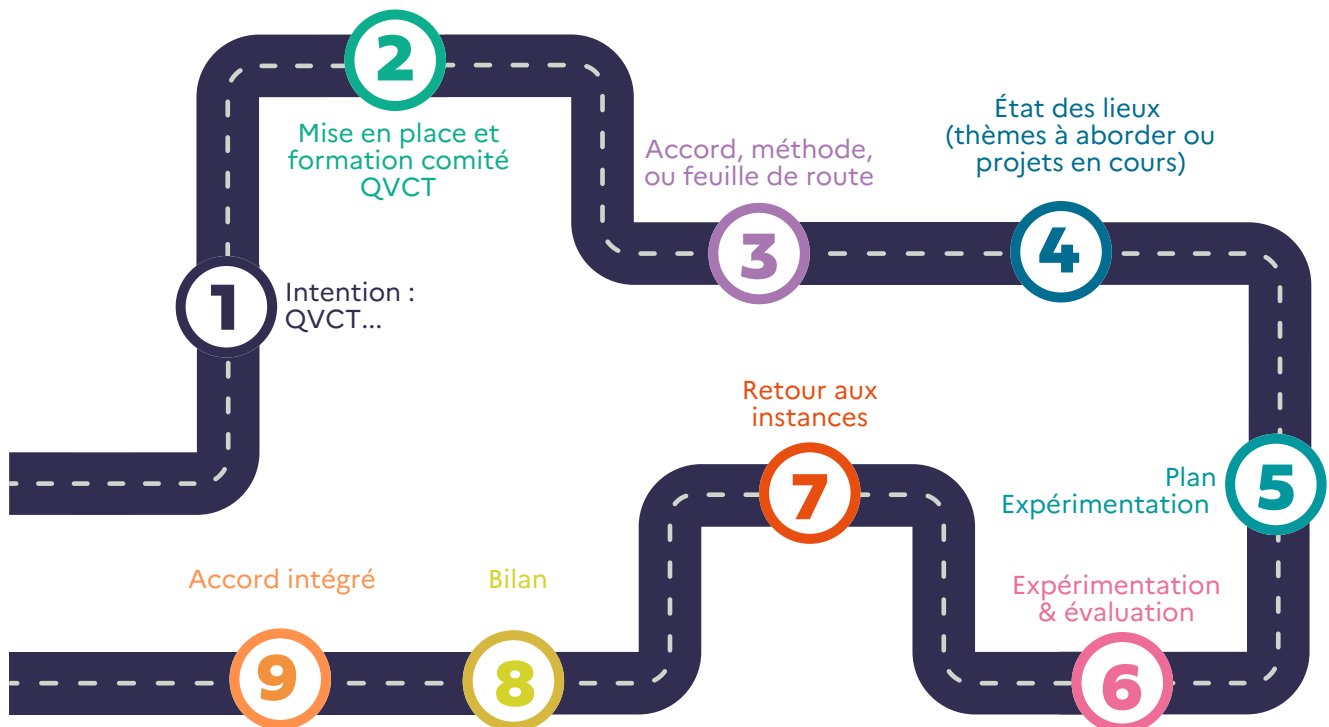 1
Intention :
QVCT...
2
Mise en place et
formation comité
QVCT
3
Accord, méthode,
ou feuille de route
4
État des lieux
(thèmes à aborder ou
projets en cours)
5
Plan
Expérimentation
6
Expérimentation
& évaluation
7
Retour aux
instances
8
Bilan
9
Accord intégré